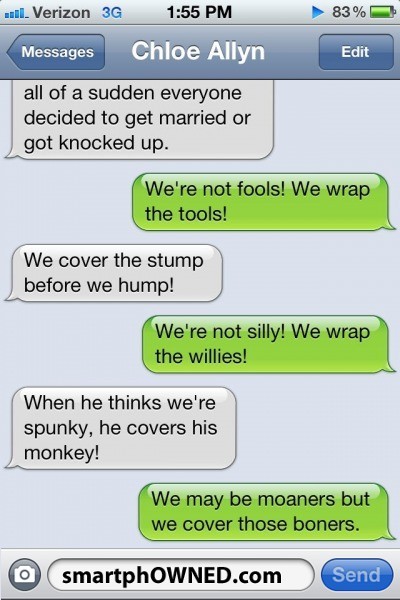 Verizon 3G 1:55 PM 83%
Messages Chloe Allyn Edit
all of a sudden everyone
decided to get married or
got knocked up.
We're not fools! We wrap
the tools!
We cover the stump
before we hump!
We're not silly! We wrap
the willies!
When he thinks we're
spunky, he covers his
monkey!
We may be moaners but
we cover those boners.
smartphOWNED.com Send